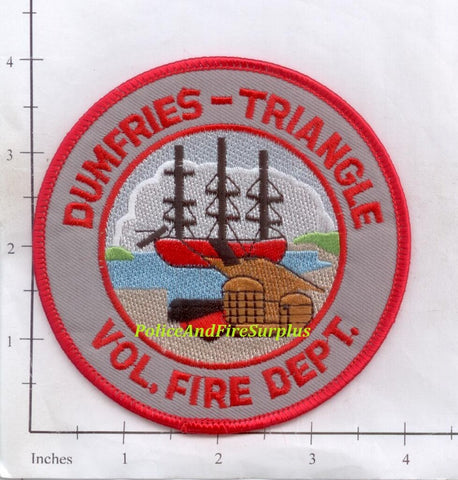 DUMFRIES - TRIANGLE
VOL. FIRE DEPT.
PoliceAndFireSurplus
4
3
2
1
Inches 1 2 3 4